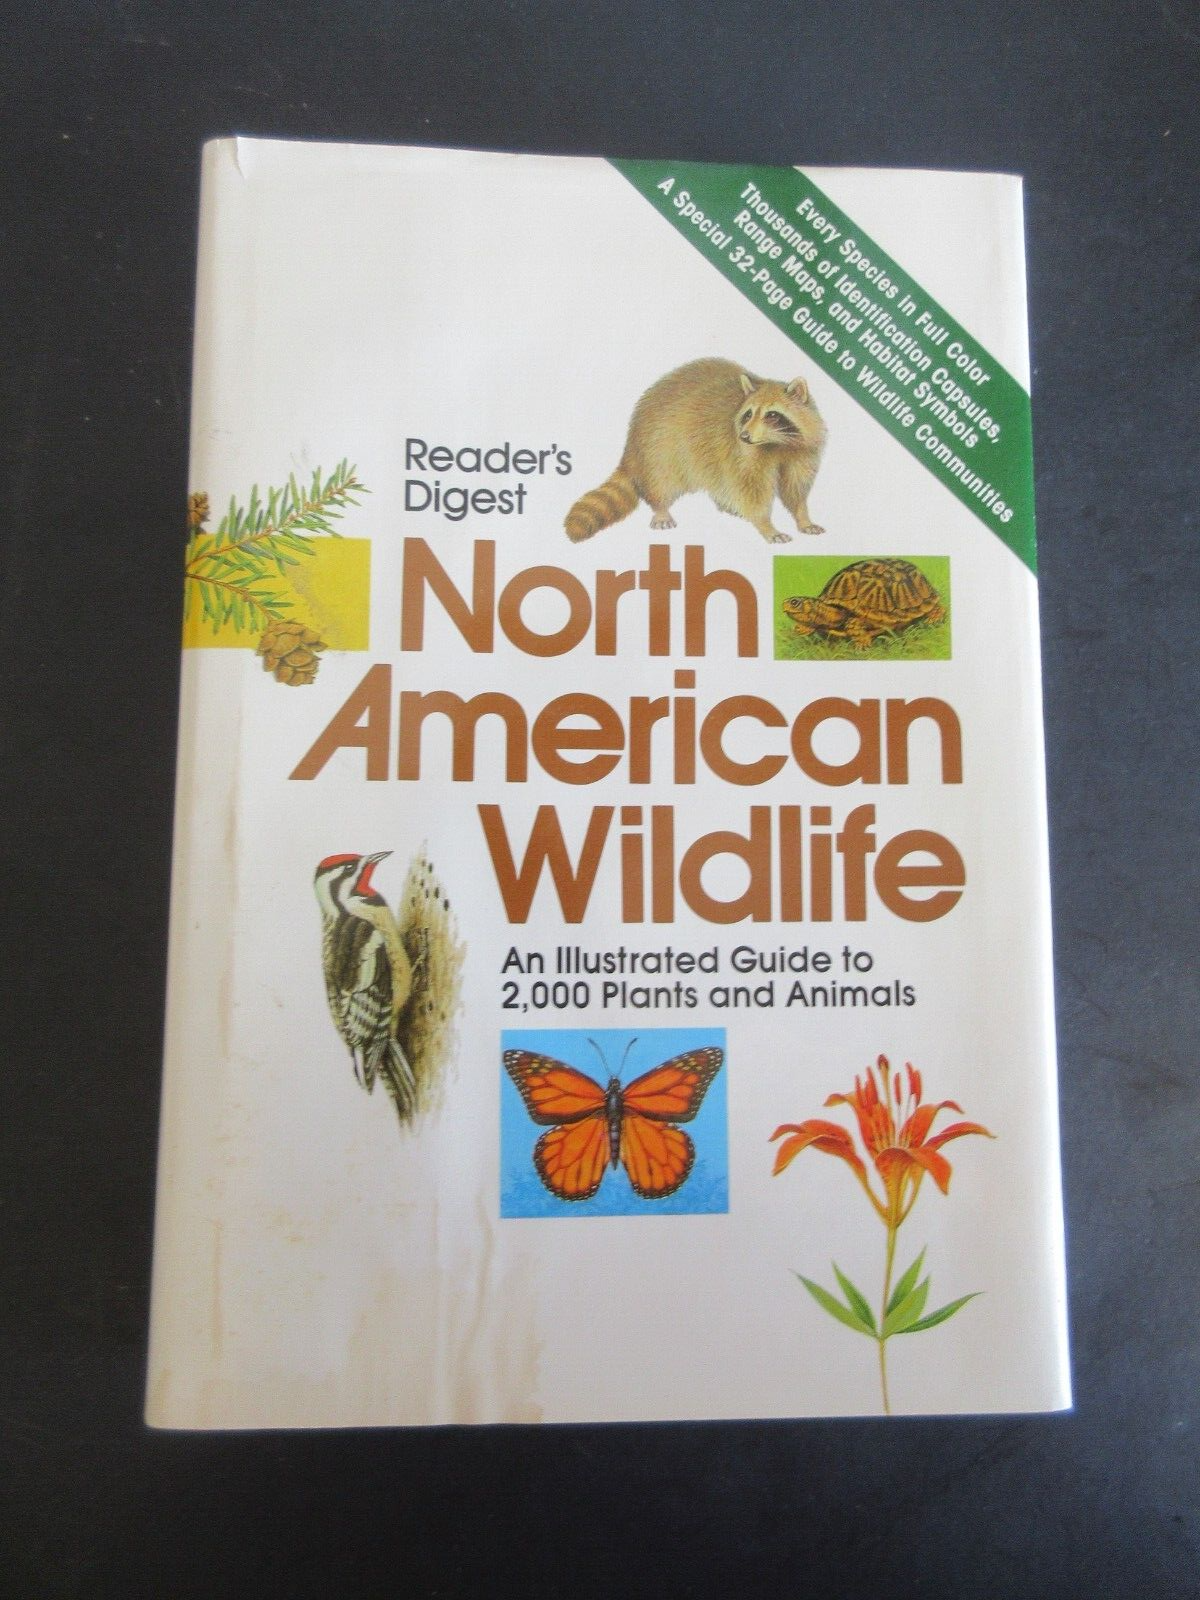 Every Species in Full Color
Thousands of Identification Capsules,
Range Maps, and Habitat Symbols
A Special 32-Page Guide to Wildlife Communities
Reader's
Digest
North
American
Wildlife
An Illustrated Guide to
2,000 Plants and Animals